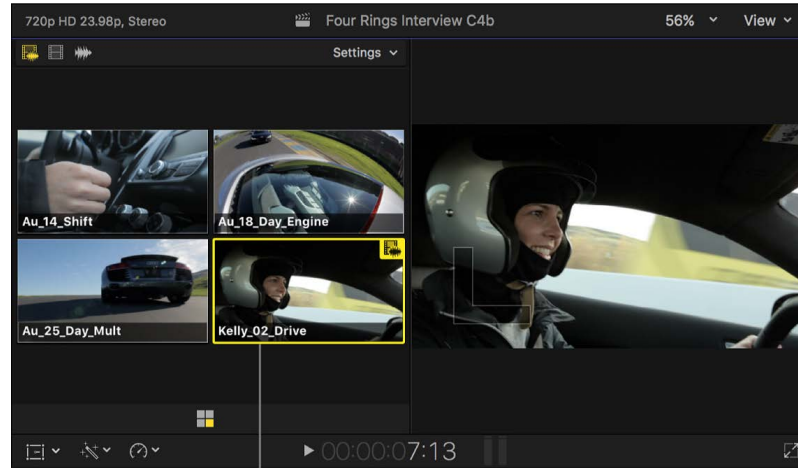 720p HD 23.98p, Stereo
Four Rings Interview C4b
56%
View
Settings
Au_14_Shift
Au_18_Day_Engine
Au_25_Day_Mult
Kelly_02_Drive
00:00:07:13